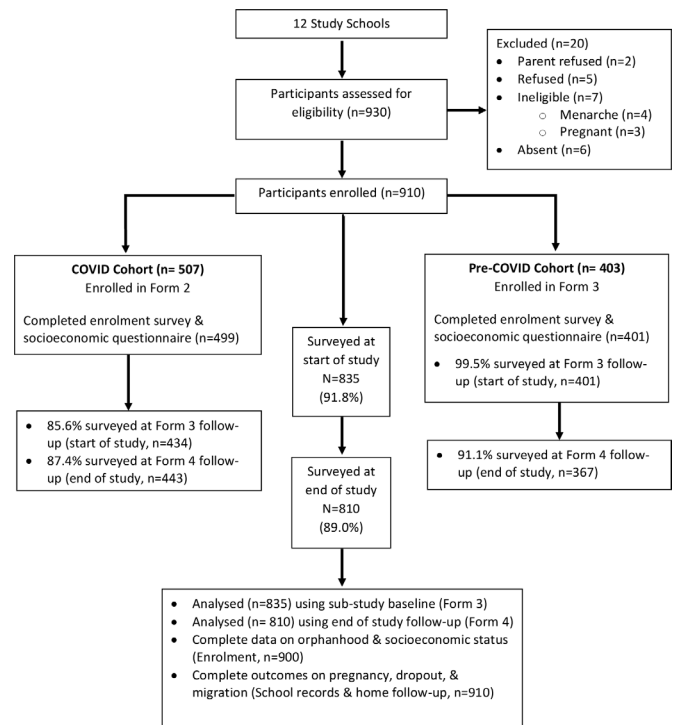 12 Study Schools
Participants assessed for
eligibility (n=930)
Excluded (n=20)
• Parent refused (n=2)
• Refused (n=5)
• Ineligible (n=7)
○ Menarche (n=4)
○ Pregnant (n=3)
• Absent (n=6)
Participants enrolled (n=910)
COVID Cohort (n= 507)
Enrolled in Form 2
Completed enrolment survey &
socioeconomic questionnaire (n=499)
Surveyed at
start of study
N=835
(91.8%)
Pre-COVID Cohort (n= 403)
Enrolled in Form 3
Completed enrolment survey &
socioeconomic questionnaire (n=401)
• 99.5% surveyed at Form 3 follow-
up (start of study, n=401)
• 85.6% surveyed at Form 3 follow-
up (start of study, n=434)
• 87.4% surveyed at Form 4 follow-
up (end of study, n=443)
Surveyed at
end of study
N=810
(89.0%)
• 91.1% surveyed at Form 4 follow-
up (end of study, n=367)
• Analysed (n=835) using sub-study baseline (Form 3)
• Analysed (n= 810) using end of study follow-up (Form 4)
• Complete data on orphanhood & socioeconomic status
(Enrolment, n=900)
• Complete outcomes on pregnancy, dropout, &
migration (School records & home follow-up, n=910)